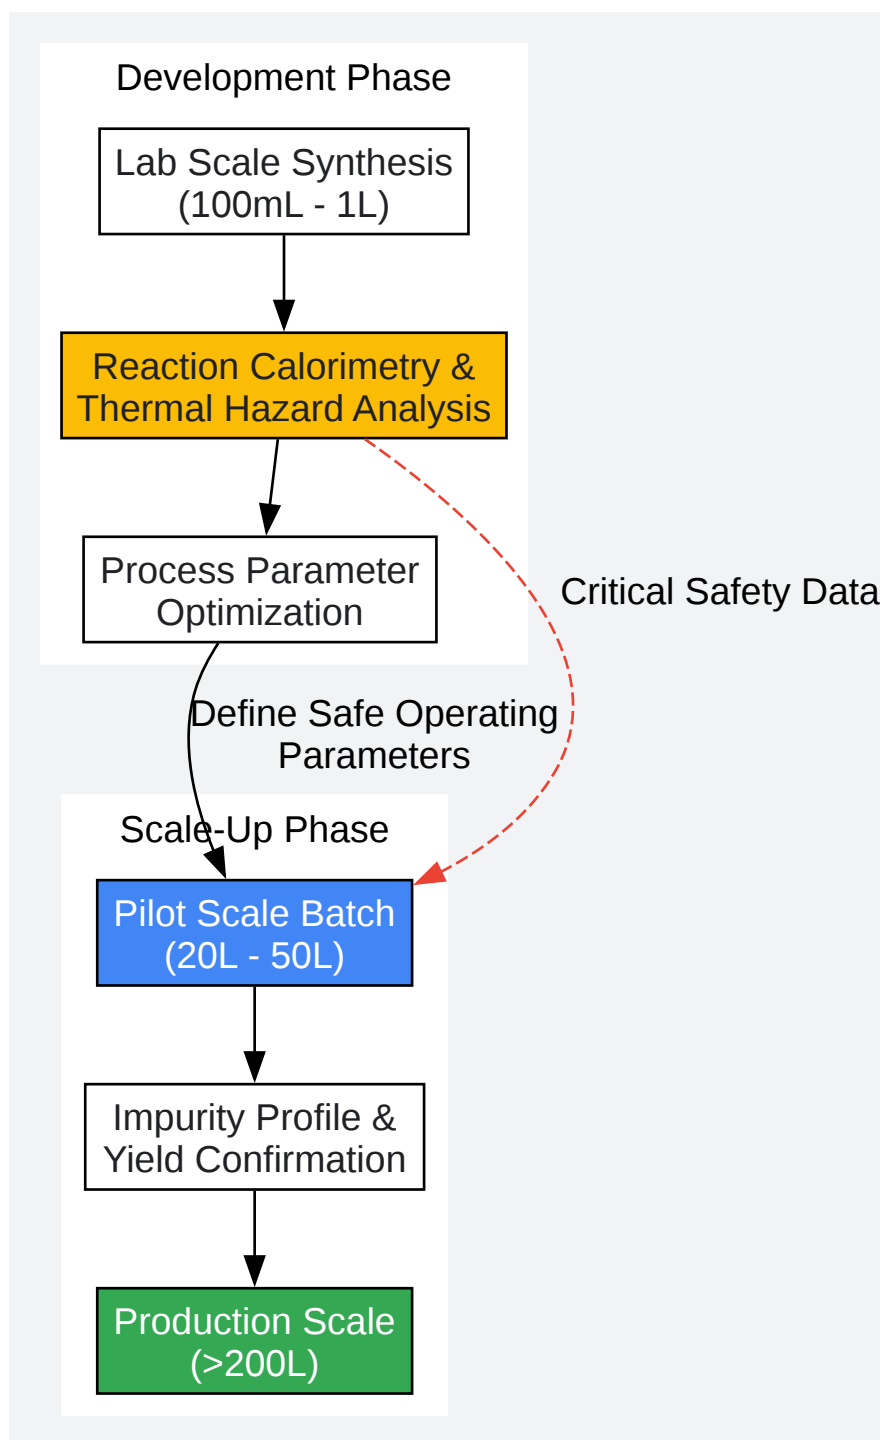 Development Phase
Lab Scale Synthesis
(100mL - 1L)
Reaction Calorimetry &
Thermal Hazard Analysis
Process Parameter
Optimization
Critical Safety Data
Define Safe Operating
Parameters
Scale-Up Phase
Pilot Scale Batch
(20L - 50L)
Impurity Profile &
Yield Confirmation
Production Scale
(>200L)